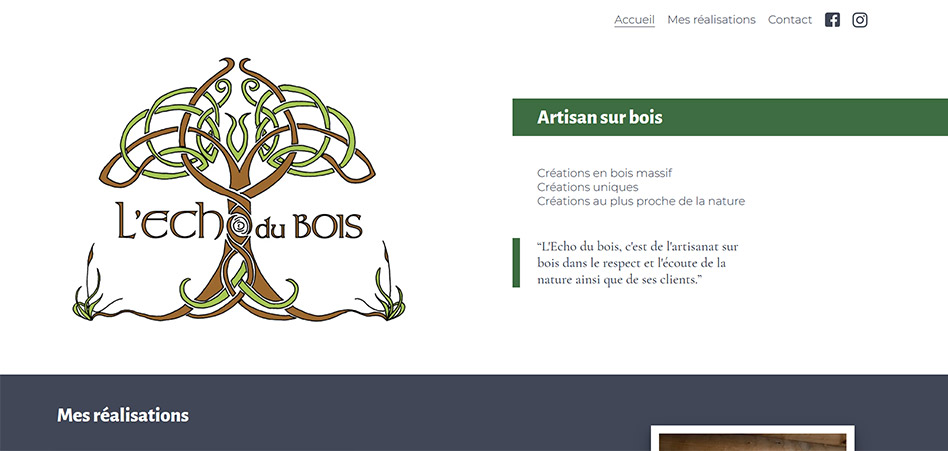 Accueil Mes réalisations Contact
L'Echo du BOIS
Artisan sur bois
Créations en bois massif
Créations uniques
Créations au plus proche de la nature
“L'Echo du bois, c'est de l'artisanat sur
bois dans le respect et l'écoute de la
nature ainsi que de ses clients.”
Mes réalisations